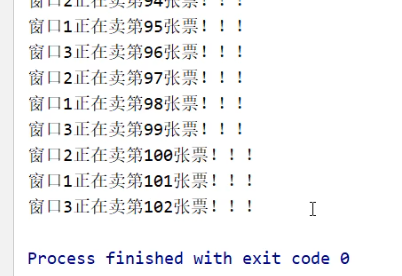 窗口2正在卖第94张票！！！
窗口1正在卖第95张票！！！
窗口3正在卖第96张票！！！
窗口2正在卖第97张票！！！
窗口1正在卖第98张票！！！
窗口3正在卖第99张票！！！
窗口2正在卖第100张票！！！
窗口1正在卖第101张票！！！
窗口3正在卖第102张票！！！
Process finished with exit code 0